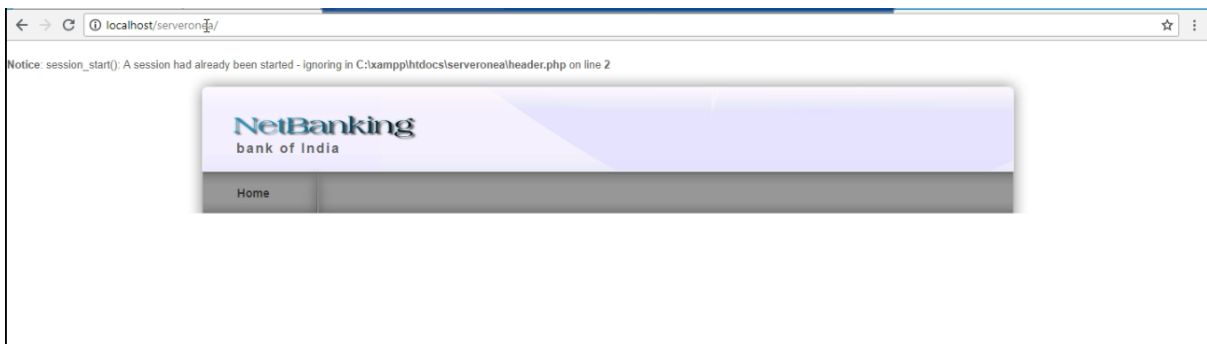 localhost/serveronea/
Notice: session_start(): A session had already been started - ignoring in C:\xampp\htdocs\serveronea\header.php on line 2
NetBanking
bank of India
Home